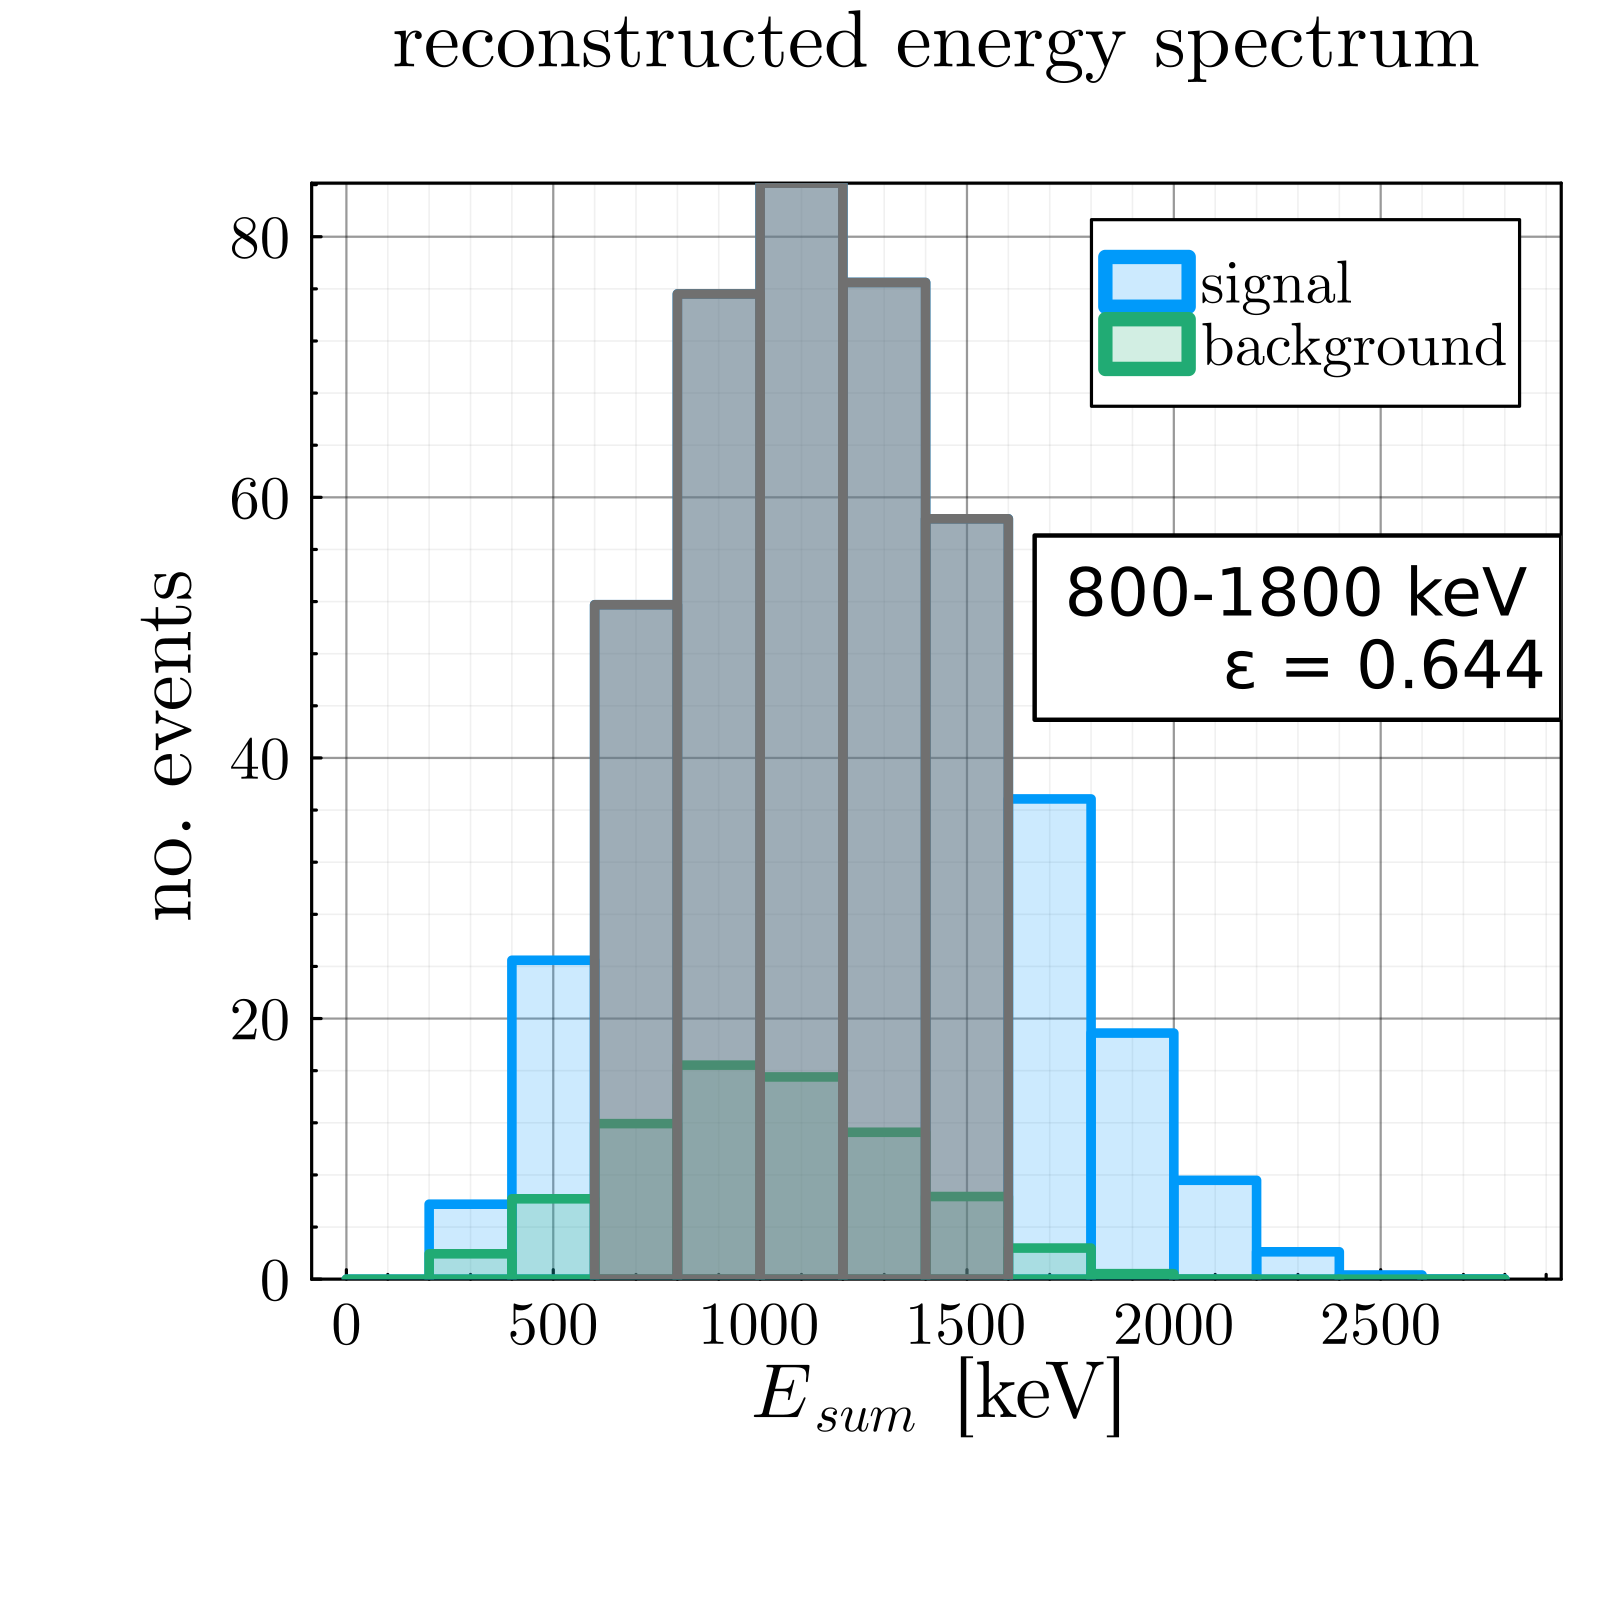 reconstructed energy spectrum
80
60
40
20
0
no. events
signal
background
800-1800 keV
ε = 0.644
0 500 1000 1500 2000 2500
E_sum [keV]